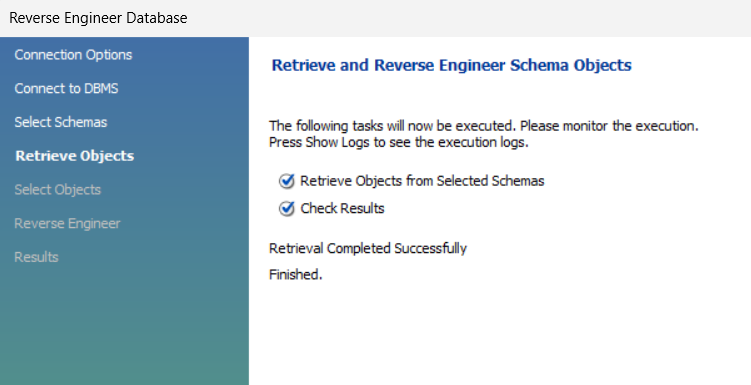 Reverse Engineer Database
Connection Options
Connect to DBMS
Select Schemas
Retrieve Objects
Select Objects
Reverse Engineer
Results
Retrieve and Reverse Engineer Schema Objects
The following tasks will now be executed. Please monitor the execution.
Press Show Logs to see the execution logs.
Retrieve Objects from Selected Schemas
Check Results
Retrieval Completed Successfully
Finished.